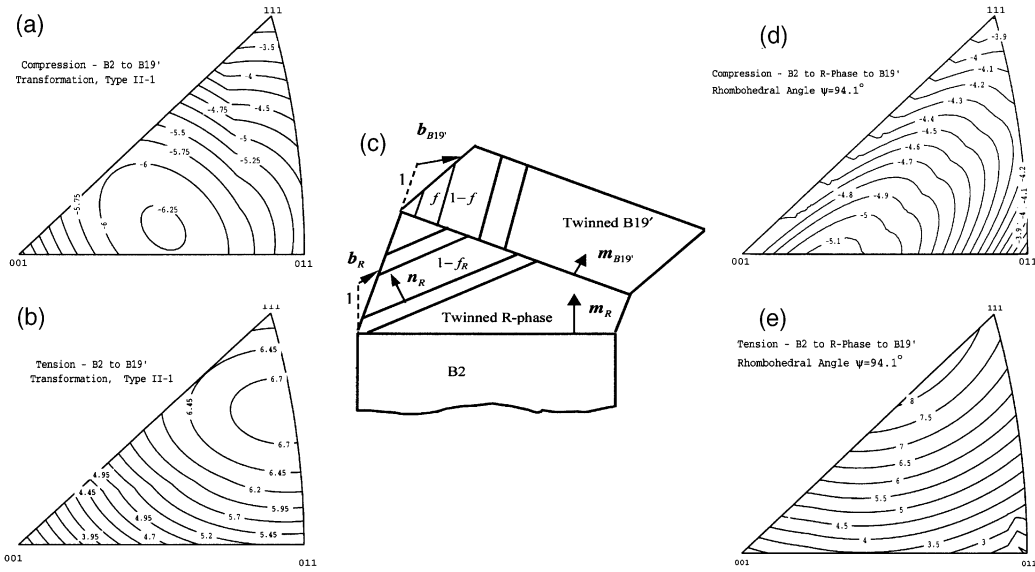 (a)
111
Compression - B2 to B19'
Transformation, Type II-1
-3.5
-4
-4.5
-4.75
-5.25
-5.5
-5.75
-6
-6.25
-5.75
-6
001
011
(b)
111
Tension - B2 to B19'
Transformation, Type II-1
6.45
6.7
6.45
6.7
6.45
6.2
5.95
5.7
5.45
5.2
4.95
4.45
4.95
4.7
3.95
001
011
(c)
b B19'
1
f
1-f
Twinned B19'
m B19'
b R
1
1-f R
n R
m R
Twinned R-phase
B2
(d)
111
Compression - B2 to R-Phase to B19'
Rhombohedral Angle ψ=94.1°
-3.9
-4
-4.1
-4.2
-4.3
-4.4
-4.5
-4.6
-4.7
-4.8
-4.9
-5
-5.1
-4.2
-4.1
-4
-3.9
001
011
(e)
111
Tension - B2 to R-Phase to B19'
Rhombohedral Angle ψ=94.1°
8
7.5
7
6.5
6
5.5
5
4.5
4
3.5
3
001
011